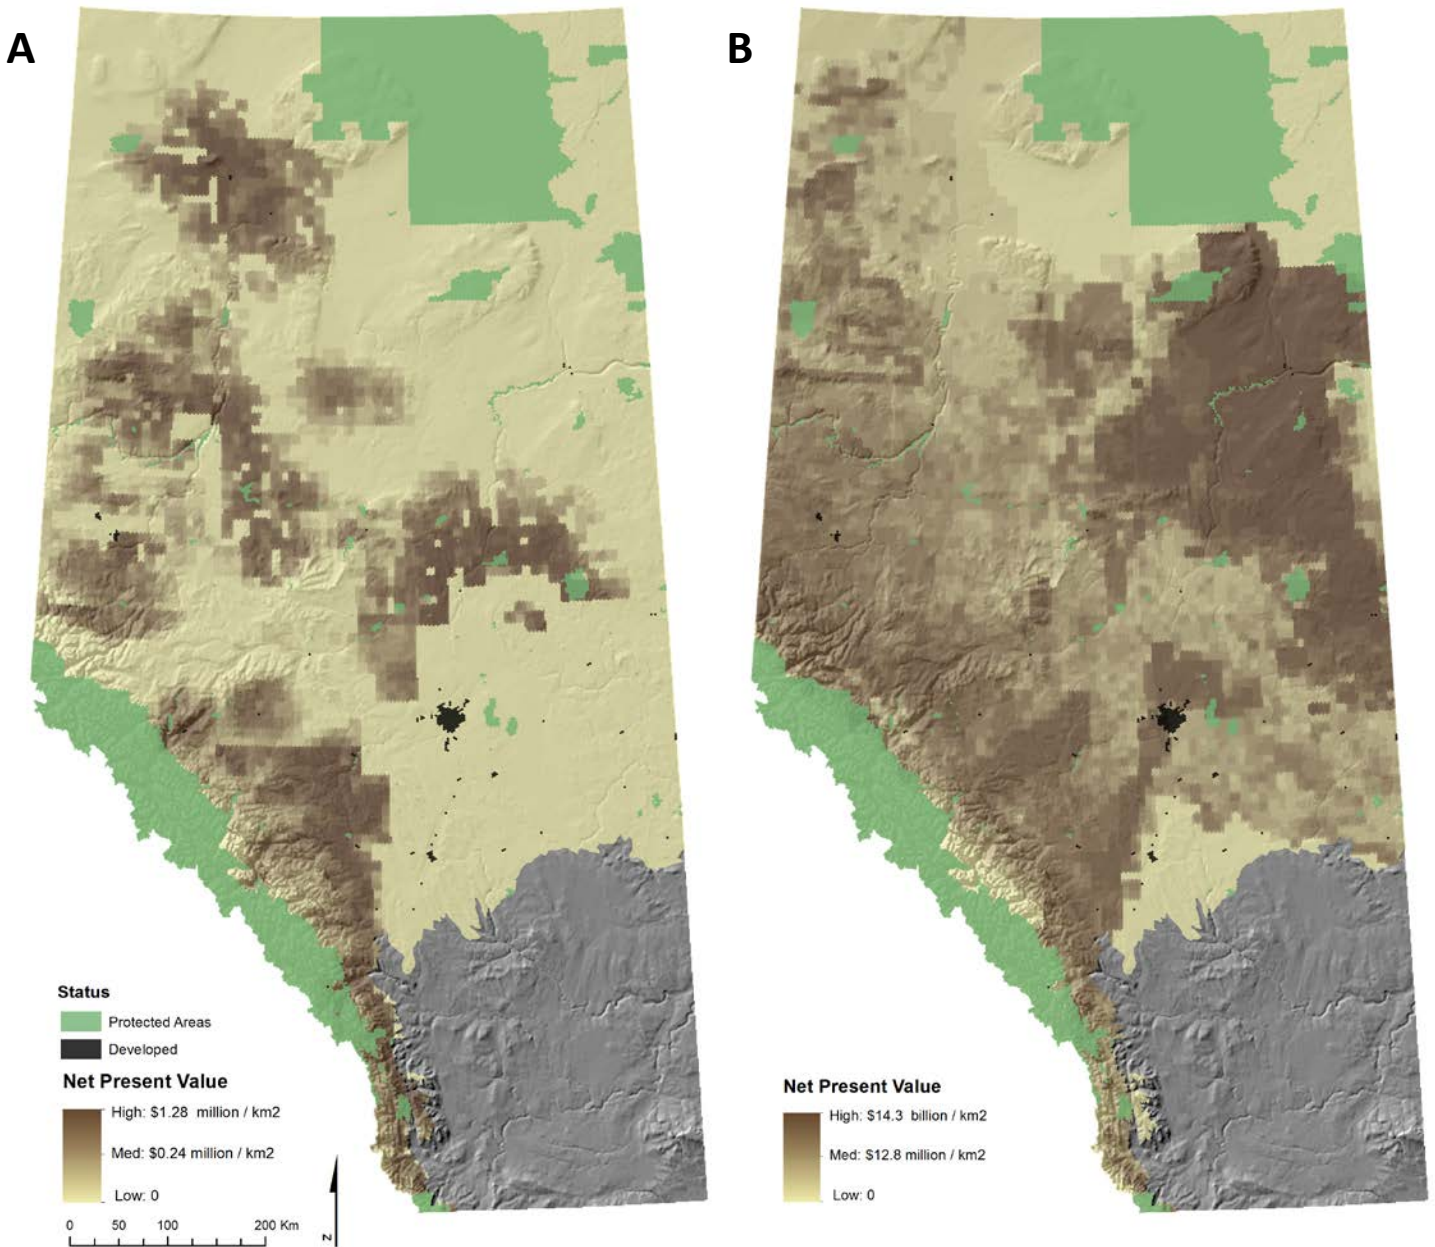 A
B
Status
Protected Areas
Developed
Net Present Value
High: $1.28 million / km2
Med: $0.24 million / km2
Low: 0
0 50 100 200 Km
N
Net Present Value
High: $14.3 billion / km2
Med: $12.8 million / km2
Low: 0